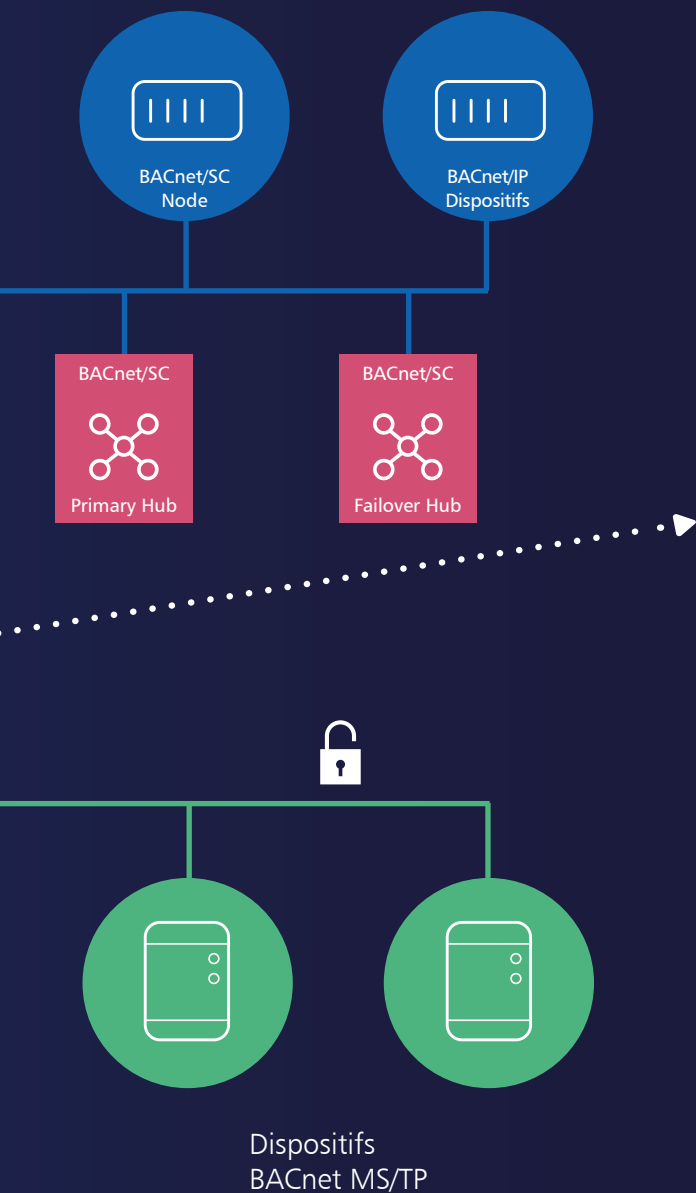 BACnet/SC
Node
BACnet/IP
Dispositifs
BACnet/SC
Primary Hub
BACnet/SC
Failover Hub
Dispositifs
BACnet MS/TP